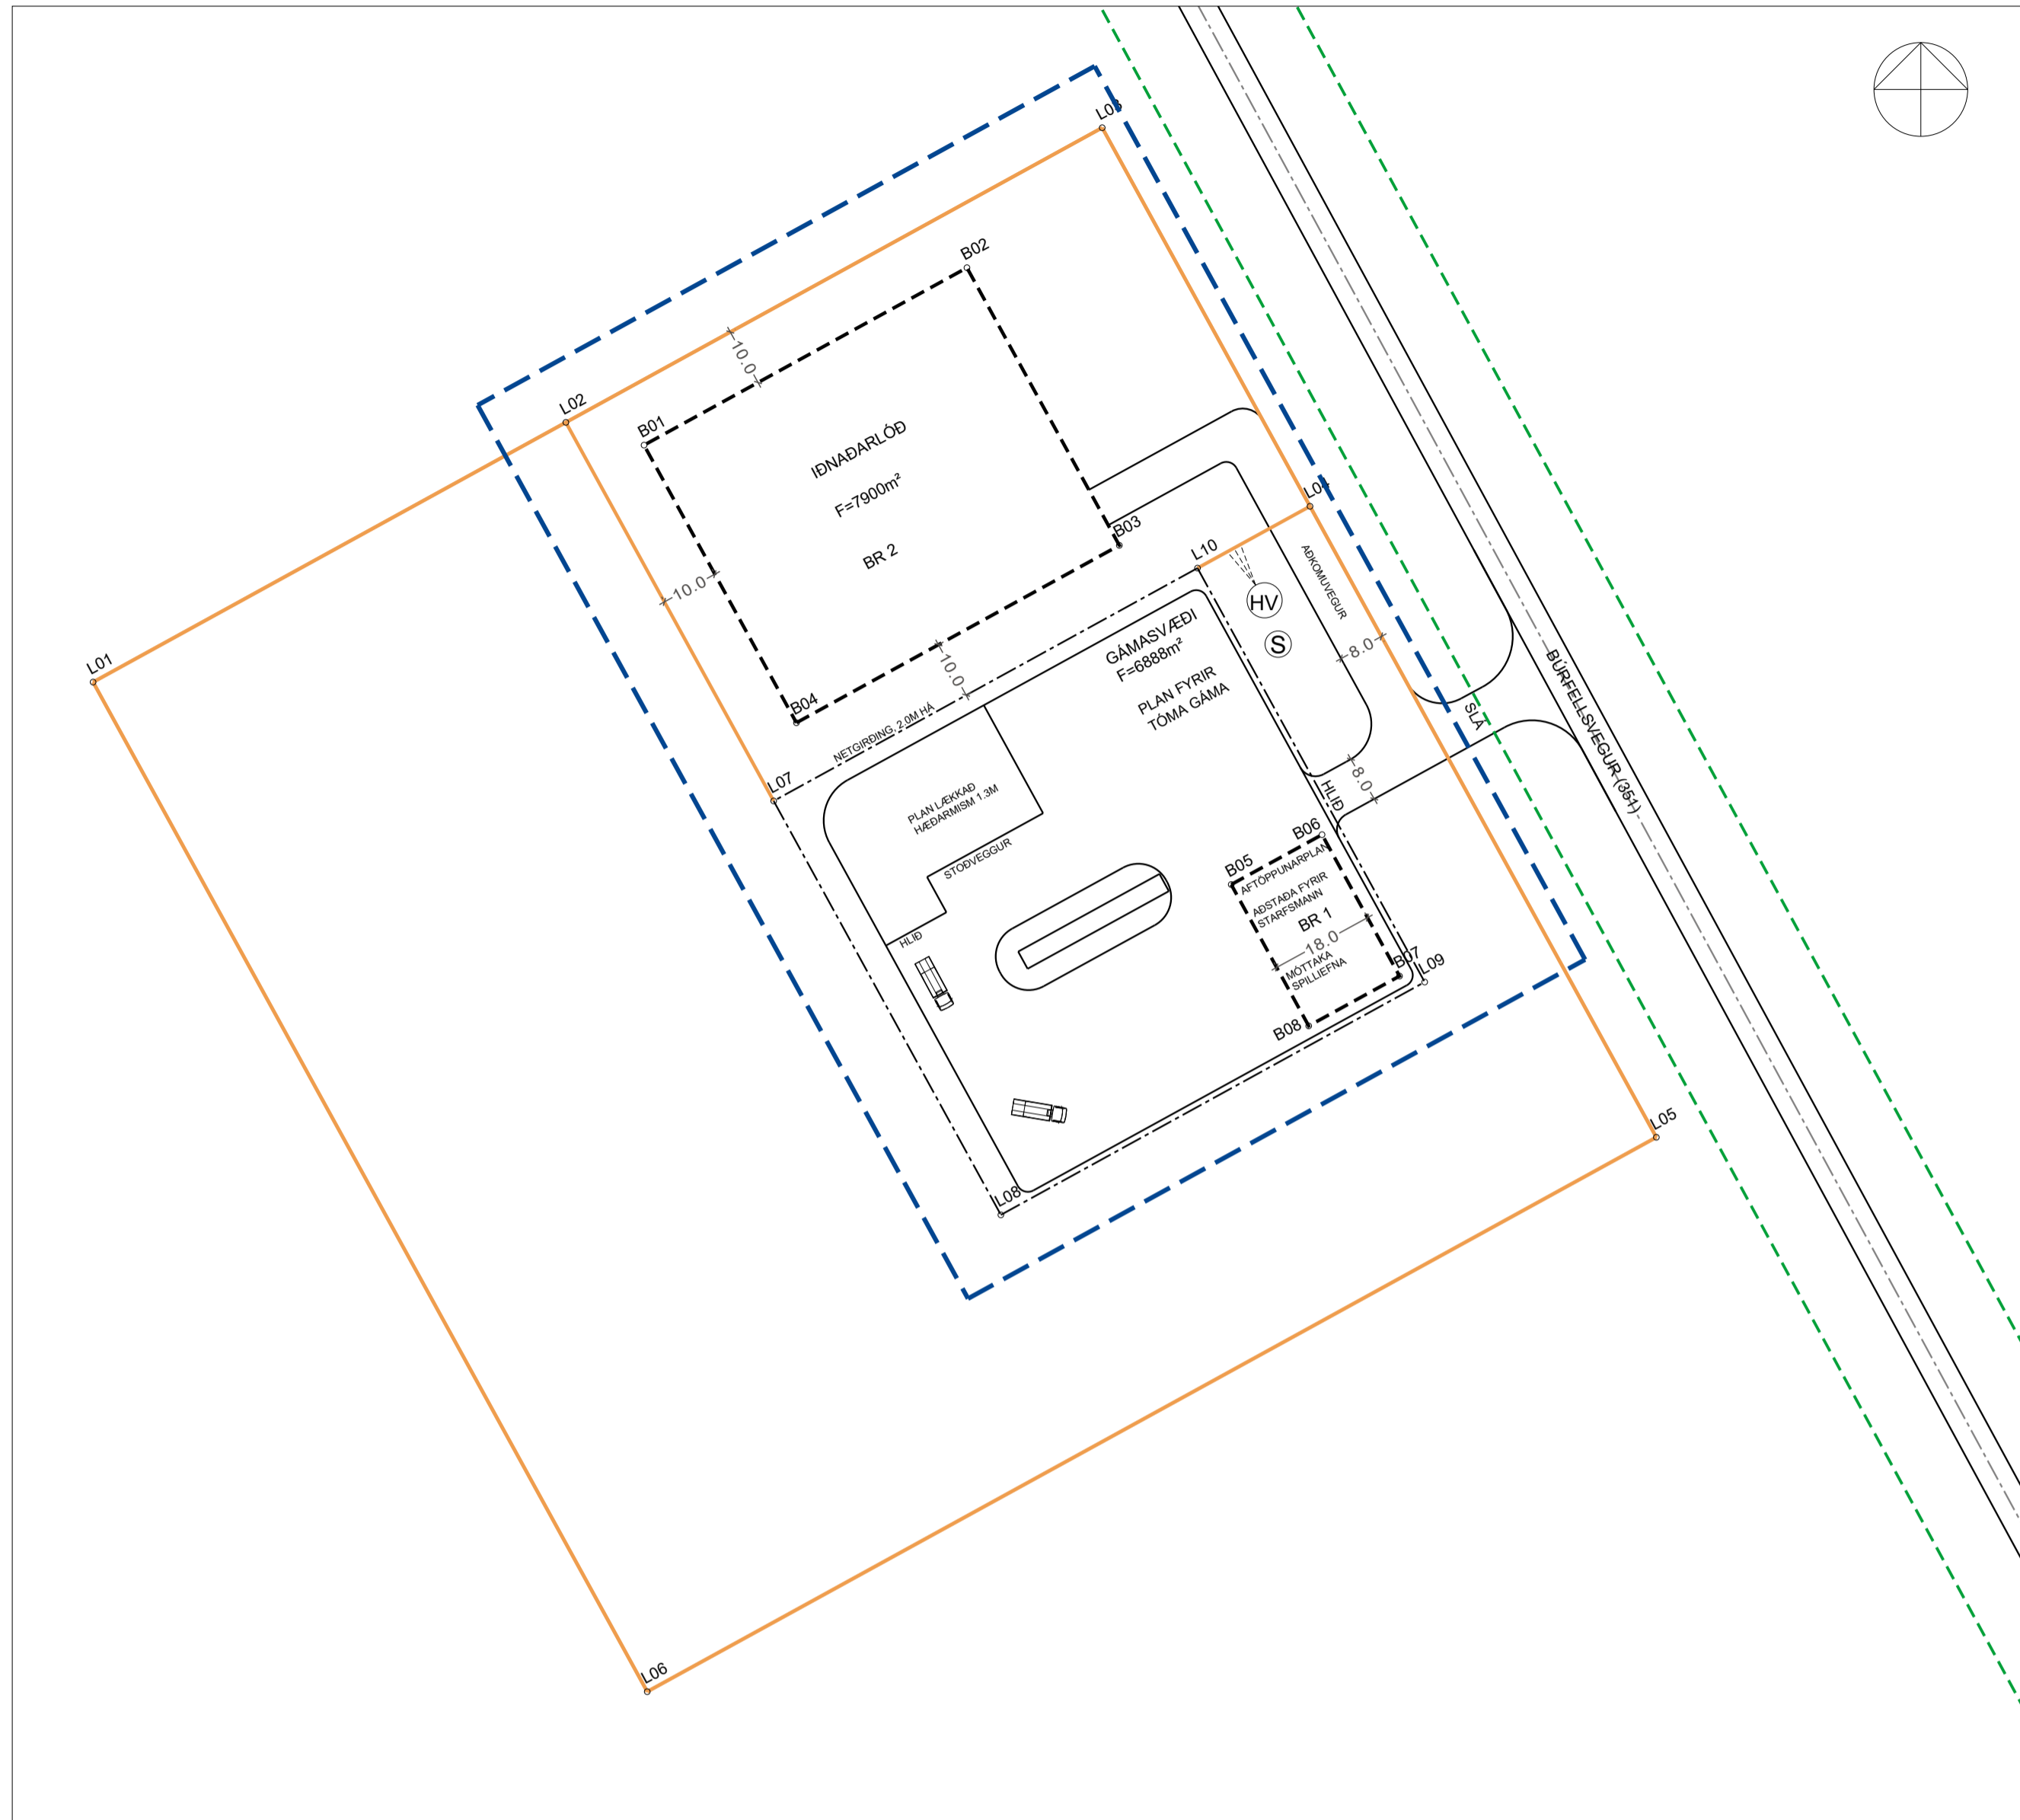 L03
B02
L02
B01
10.0
IÐNAÐARLÓÐ
F=7900m²
BR 2
10.0
L04
B03
L10
AÐKOMUVEGUR
HV
S
8.0
GÁMASVÆÐI
F=6888m²
PLAN FYRIR
TÓMA GÁMA
L01
10.0
B04
NETGIRÐING, 2.0M HÁ
SLÁ
BÚRFELLSVEGUR (351)
L07
8.0
HLIÐ
PLAN LÆKKAÐ
HÆÐARMISM 1.3M
STOÐVEGGUR
HLIÐ
B06
B05
AFTÖPPUNARPLAN
AÐSTAÐA FYRIR
STARFSMANN
BR 1
18.0
MÓTTAKA
SPILLIEFNA
B07
L09
B08
L05
L08
L06